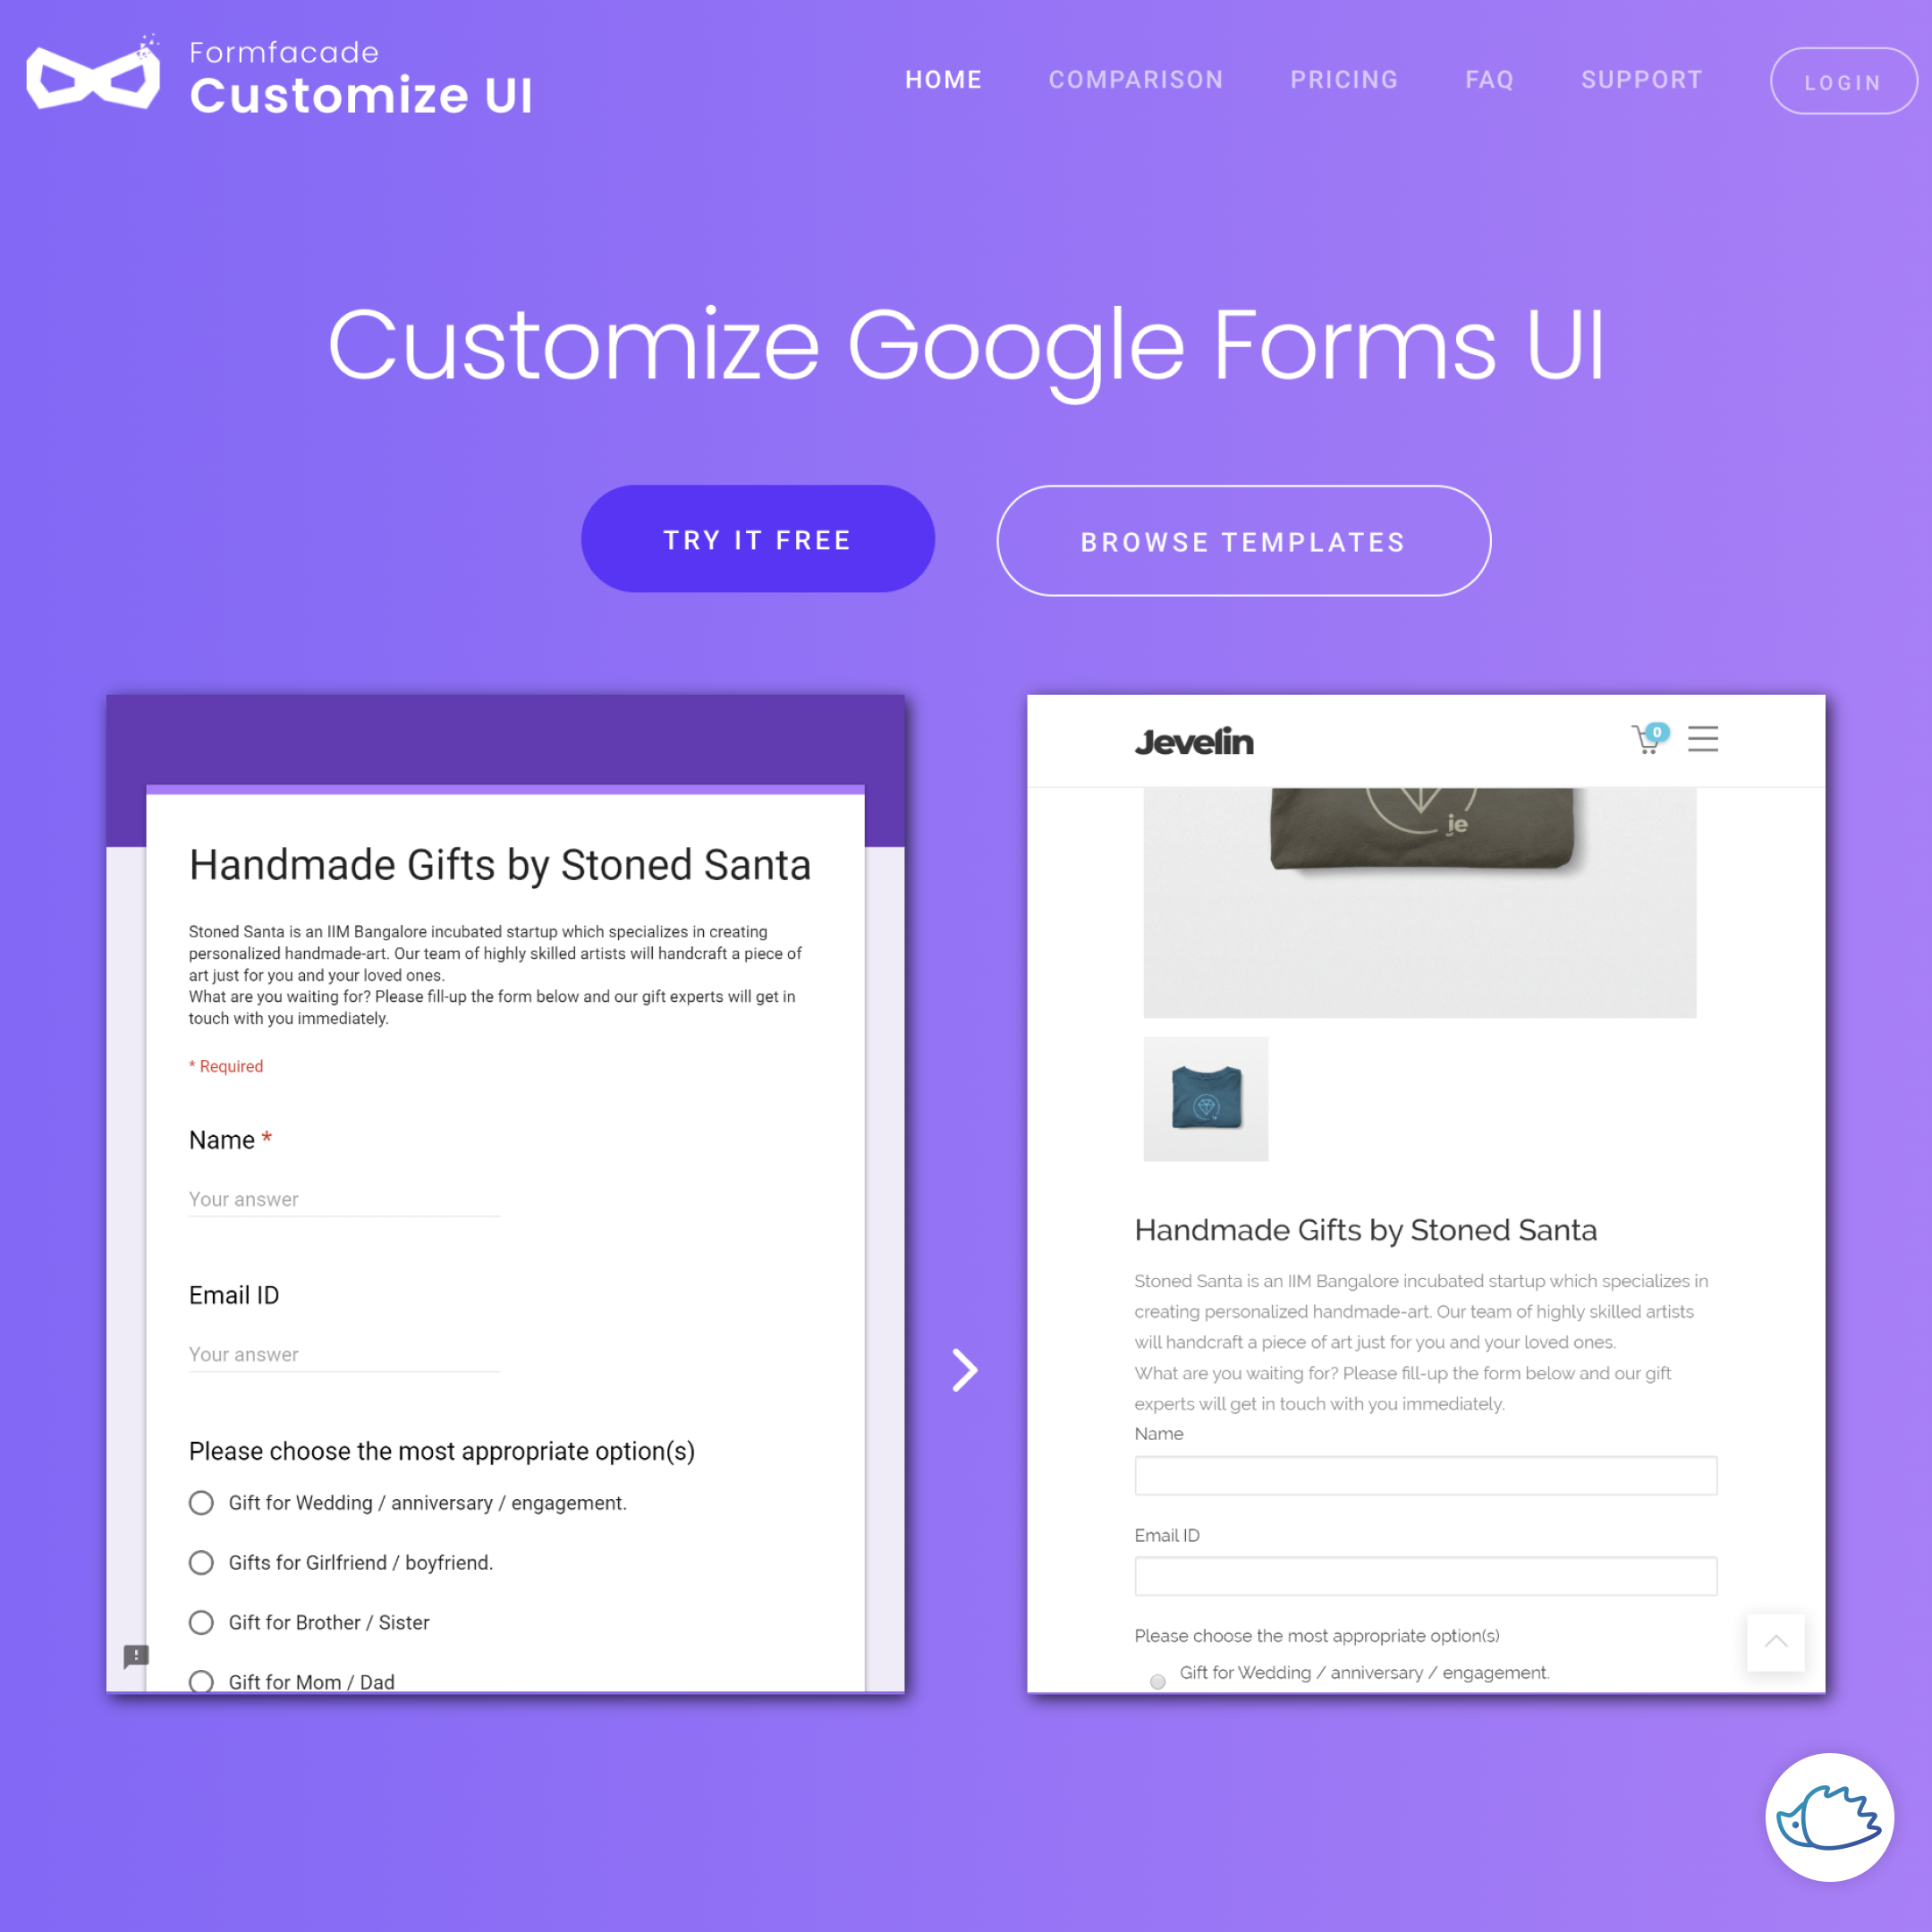 Formfacade
Customize UI
HOME
COMPARISON
PRICING
FAQ
SUPPORT
LOGIN
Customize Google Forms UI
TRY IT FREE
BROWSE TEMPLATES
Handmade Gifts by Stoned Santa
Stoned Santa is an IIM Bangalore incubated startup which specializes in creating
personalized handmade-art. Our team of highly skilled artists will handcraft a piece of
art just for you and your loved ones.
What are you waiting for? Please fill-up the form below and our gift experts will get in
touch with you immediately.
* Required
Name *
Your answer
Email ID
Your answer
Please choose the most appropriate option(s)
Gift for Wedding / anniversary / engagement.
Gifts for Girlfriend / boyfriend.
Gift for Brother / Sister
Gift for Mom / Dad
Jevelin
0
je
Handmade Gifts by Stoned Santa
Stoned Santa is an IIM Bangalore incubated startup which specializes in
creating personalized handmade-art. Our team of highly skilled artists
will handcraft a piece of art just for you and your loved ones.
What are you waiting for? Please fill-up the form below and our gift
experts will get in touch with you immediately.
Name
Email ID
Please choose the most appropriate option(s)
Gift for Wedding / anniversary / engagement.